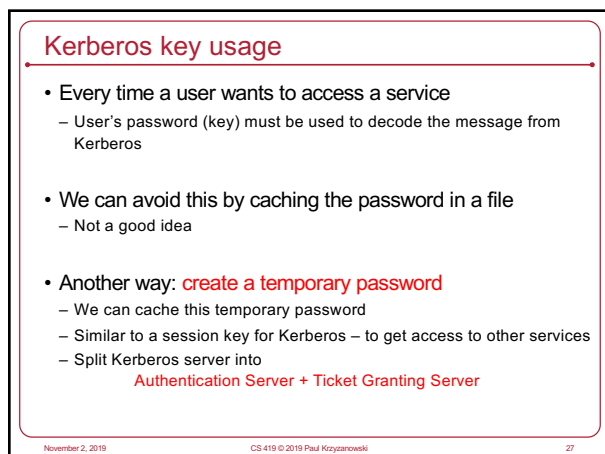 Kerberos key usage
• Every time a user wants to access a service
– User's password (key) must be used to decode the message from
Kerberos
• We can avoid this by caching the password in a file
– Not a good idea
• Another way: create a temporary password
– We can cache this temporary password
– Similar to a session key for Kerberos – to get access to other services
– Split Kerberos server into
Authentication Server + Ticket Granting Server
November 2, 2019 CS 419 © 2019 Paul Krzyzanowski 27